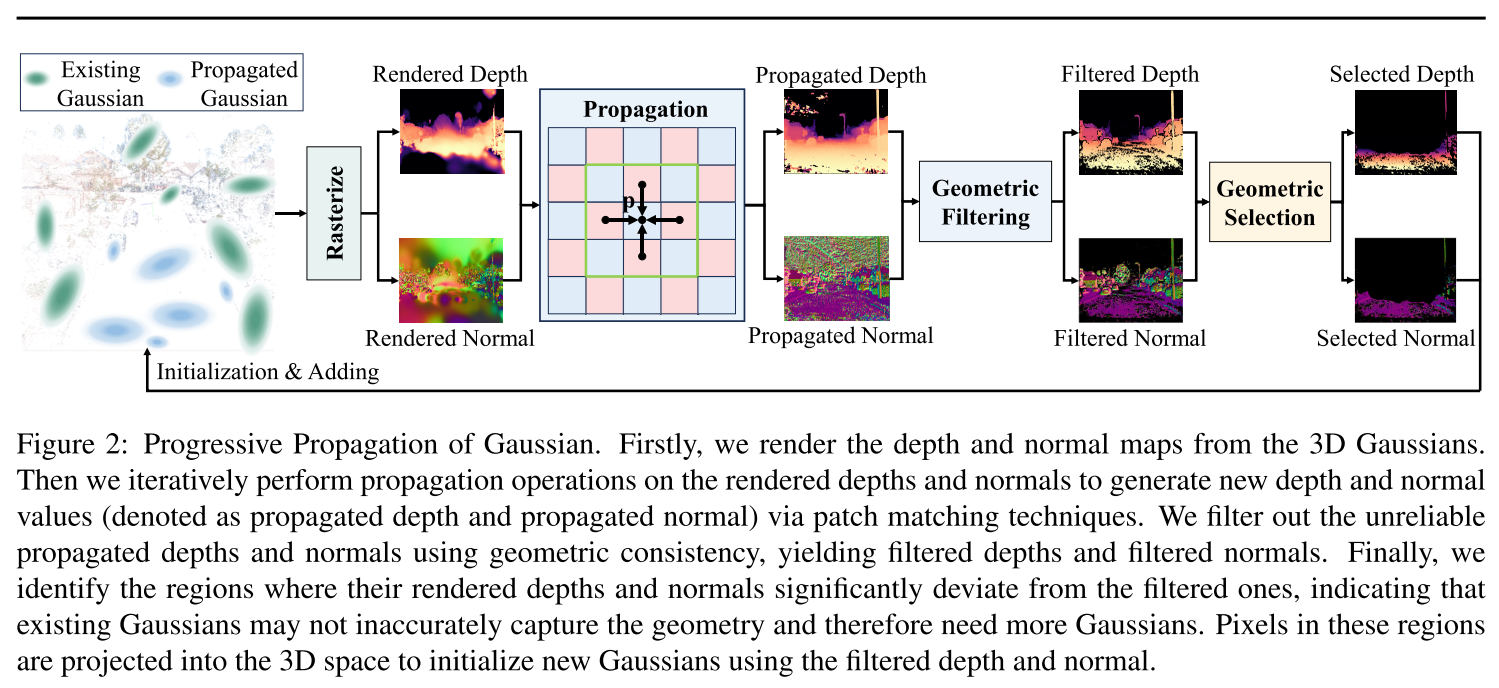 Existing
Gaussian
Propagated
Gaussian
Rendered Depth
Propagated Depth
Filtered Depth
Selected Depth
Rasterize
Propagation
p
Geometric
Filtering
Geometric
Selection
Rendered Normal
Propagated Normal
Filtered Normal
Selected Normal
Initialization & Adding
Figure 2: Progressive Propagation of Gaussian. Firstly, we render the depth and normal maps from the 3D Gaussians.
Then we iteratively perform propagation operations on the rendered depths and normals to generate new depth and normal
values (denoted as propagated depth and propagated normal) via patch matching techniques. We filter out the unreliable
propagated depths and normals using geometric consistency, yielding filtered depths and filtered normals. Finally, we
identify the regions where their rendered depths and normals significantly deviate from the filtered ones, indicating that
existing Gaussians may not inaccurately capture the geometry and therefore need more Gaussians. Pixels in these regions
are projected into the 3D space to initialize new Gaussians using the filtered depth and normal.